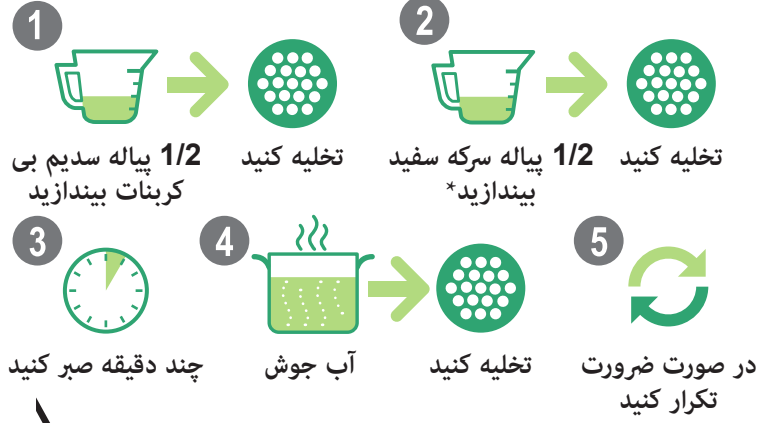 1
1/2 پیاله سدیم بی
کربنات بیندازید
تخلیه کنید
2
1/2 پیاله سرکه سفید
بیندازید*
تخلیه کنید
3
چند دقیقه صبر کنید
4
آب جوش
تخلیه کنید
5
در صورت ضرورت
تکرار کنید